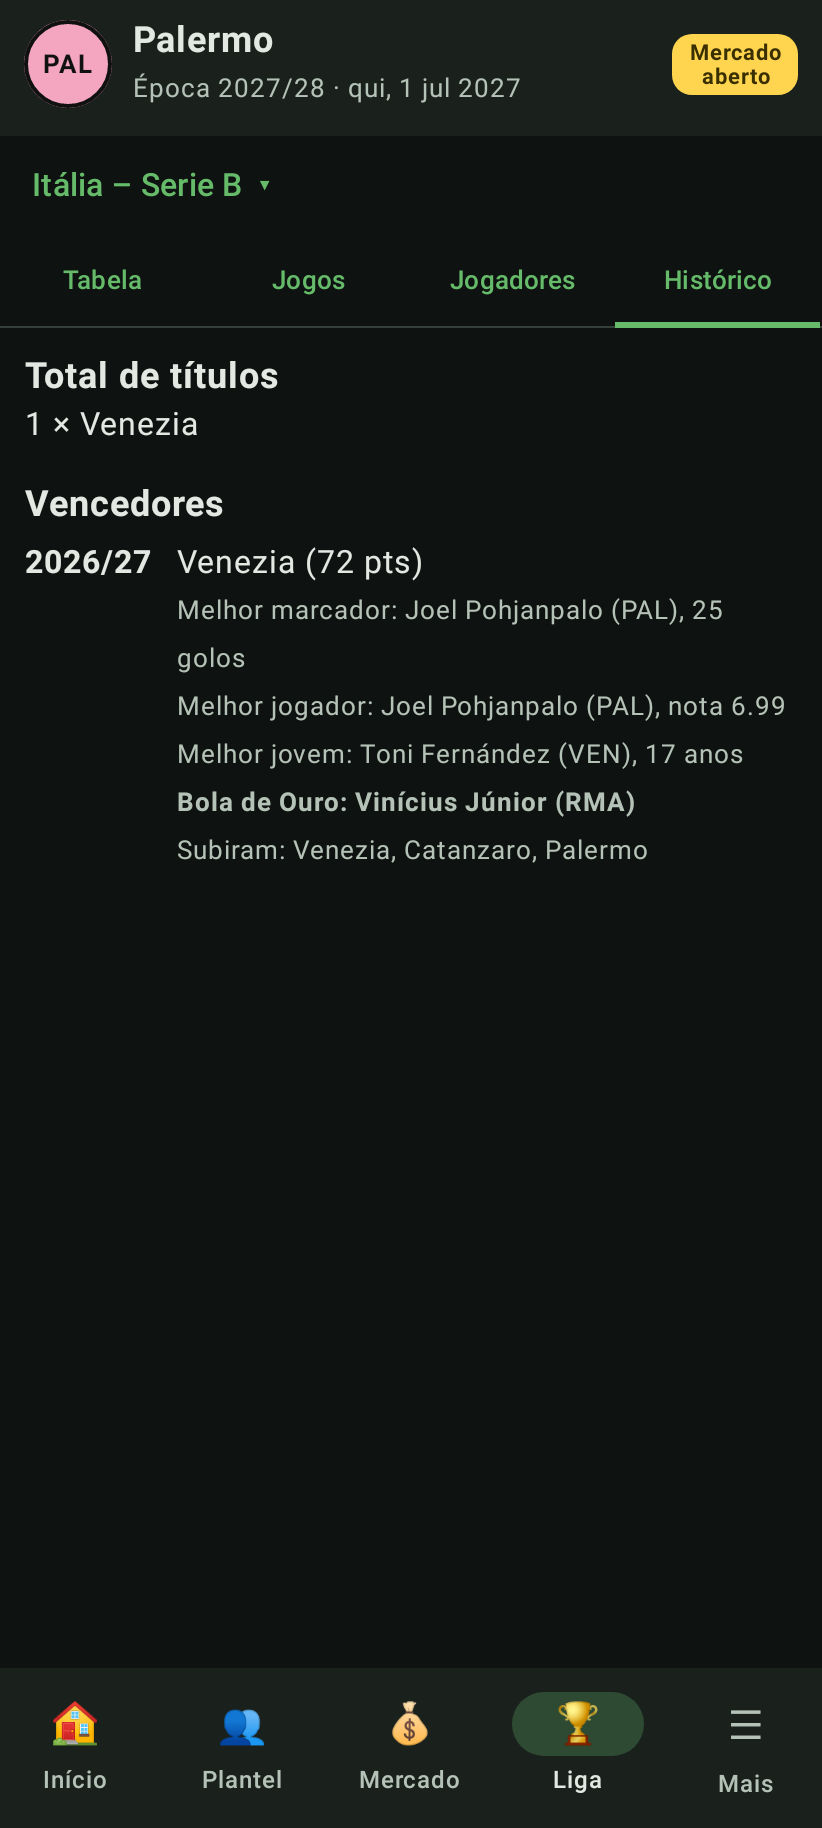 PAL
Palermo
Época 2027/28 · qui, 1 jul 2027
Mercado
aberto
Itália – Serie B ▼
Tabela
Jogos
Jogadores
Histórico
Total de títulos
1 × Venezia
Vencedores
2026/27 Venezia (72 pts)
Melhor marcador: Joel Pohjanpalo (PAL), 25
golos
Melhor jogador: Joel Pohjanpalo (PAL), nota 6.99
Melhor jovem: Toni Fernández (VEN), 17 anos
Bola de Ouro: Vinícius Júnior (RMA)
Subiram: Venezia, Catanzaro, Palermo
Início
Plantel
Mercado
Liga
Mais